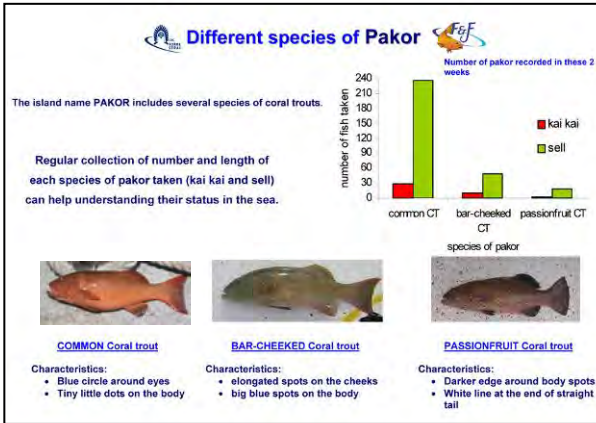 Different species of Pakor
F&F
Number of pakor recorded in these 2
weeks
The island name PAKOR includes several species of coral trouts.
Regular collection of number and length of
each species of pakor taken (kai kai and sell)
can help understanding their status in the sea.
number of fish taken
240
210
180
150
120
90
60
30
0
kai kai
sell
common CT
bar-cheeked
CT
passionfruit CT
species of pakor
COMMON Coral trout
Characteristics:
• Blue circle around eyes
• Tiny little dots on the body
BAR-CHEEKED Coral trout
Characteristics:
• elongated spots on the cheeks
• big blue spots on the body
PASSIONFRUIT Coral trout
Characteristics:
• Darker edge around body spots
• White line at the end of straight
tail